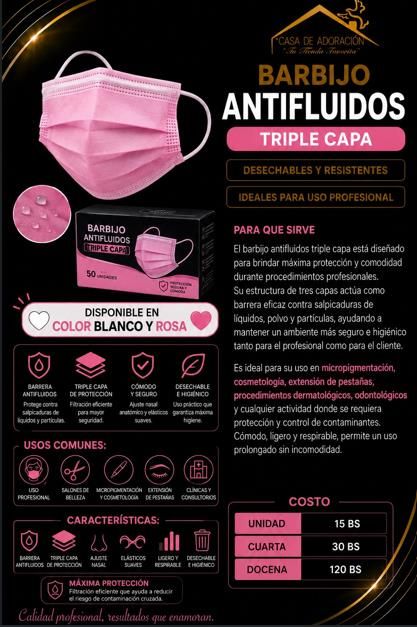 CASA DE ADORACIÓN
"Tu Tienda Favorita"
BARBIJO
ANTIFLUIDOS
TRIPLE CAPA
DESECHABLES Y RESISTENTES
IDEALES PARA USO PROFESIONAL
BARBIJO
ANTIFLUIDOS
TRIPLE CAPA
50 UNIDADES
PROTECCIÓN
SEGURA Y
CÓMODA
DISPONIBLE EN
COLOR BLANCO Y ROSA
BARRERA
ANTIFLUIDOS
Protege contra
salpicaduras de
líquidos y partículas.
TRIPLE CAPA
DE PROTECCIÓN
Filtración eficiente
para mayor
seguridad.
CÓMODO
Y SEGURO
Ajuste nasal
anatómico y elásticos
suaves.
DESECHABLE
E HIGIÉNICO
Uso práctico que
garantiza máxima
higiene.
USOS COMUNES:
USO
PROFESIONAL
SALONES DE
BELLEZA
MICROPIGMENTACIÓN
Y COSMETOLOGÍA
EXTENSIÓN
DE PESTAÑAS
CLÍNICAS Y
CONSULTORIOS
CARACTERÍSTICAS:
BARRERA
ANTIFLUIDOS
TRIPLE CAPA
DE PROTECCIÓN
AJUSTE
NASAL
ELÁSTICOS
SUAVES
LIGERO Y
RESPIRABLE
DESECHABLE
E HIGIÉNICO
MÁXIMA PROTECCIÓN
Filtración eficiente que ayuda a reducir
el riesgo de contaminación cruzada.
Calidad profesional, resultados que enamoran.
PARA QUE SIRVE
El barbijo antifluidos triple capa está diseñado
para brindar máxima protección y comodidad
durante procedimientos profesionales.
Su estructura de tres capas actúa como
barrera eficaz contra salpicaduras de
líquidos, polvo y partículas, ayudando a
mantener un ambiente más seguro e higiénico
tanto para el profesional como para el cliente.
Es ideal para su uso en micropigmentación,
cosmetología, extensión de pestañas,
procedimientos dermatológicos, odontológicos
y cualquier actividad donde se requiera
protección y control de contaminantes.
Cómodo, ligero y respirable, permite un uso
prolongado sin incomodidad.
COSTO
UNIDAD 15 BS
CUARTA 30 BS
DOCENA 120 BS